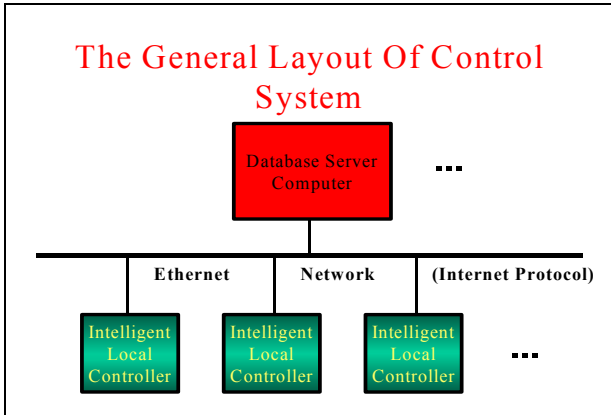 The General Layout Of Control
System
Database Server
Computer
...
Ethernet Network (Internet Protocol)
Intelligent
Local
Controller
Intelligent
Local
Controller
Intelligent
Local
Controller
...